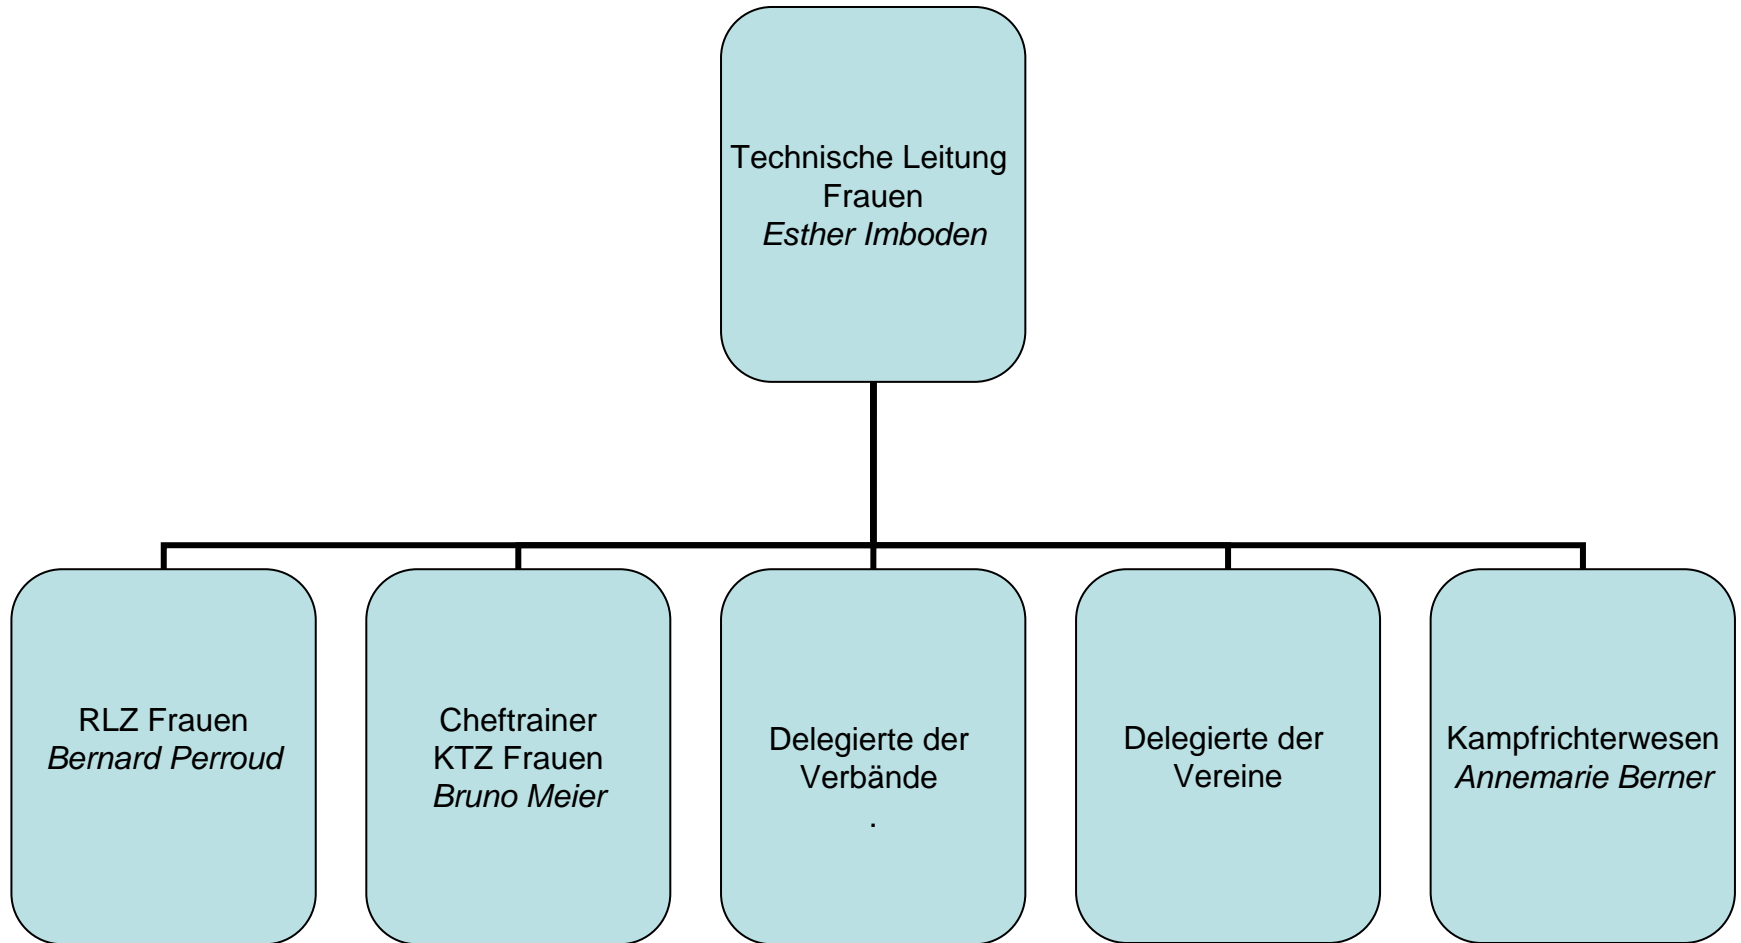 Technische Leitung
Frauen
Esther Imboden
RLZ Frauen
Bernard Perroud
Cheftrainer
KTZ Frauen
Bruno Meier
Delegierte der
Verbände
.
Delegierte der
Vereine
Kampfrichterwesen
Annemarie Berner